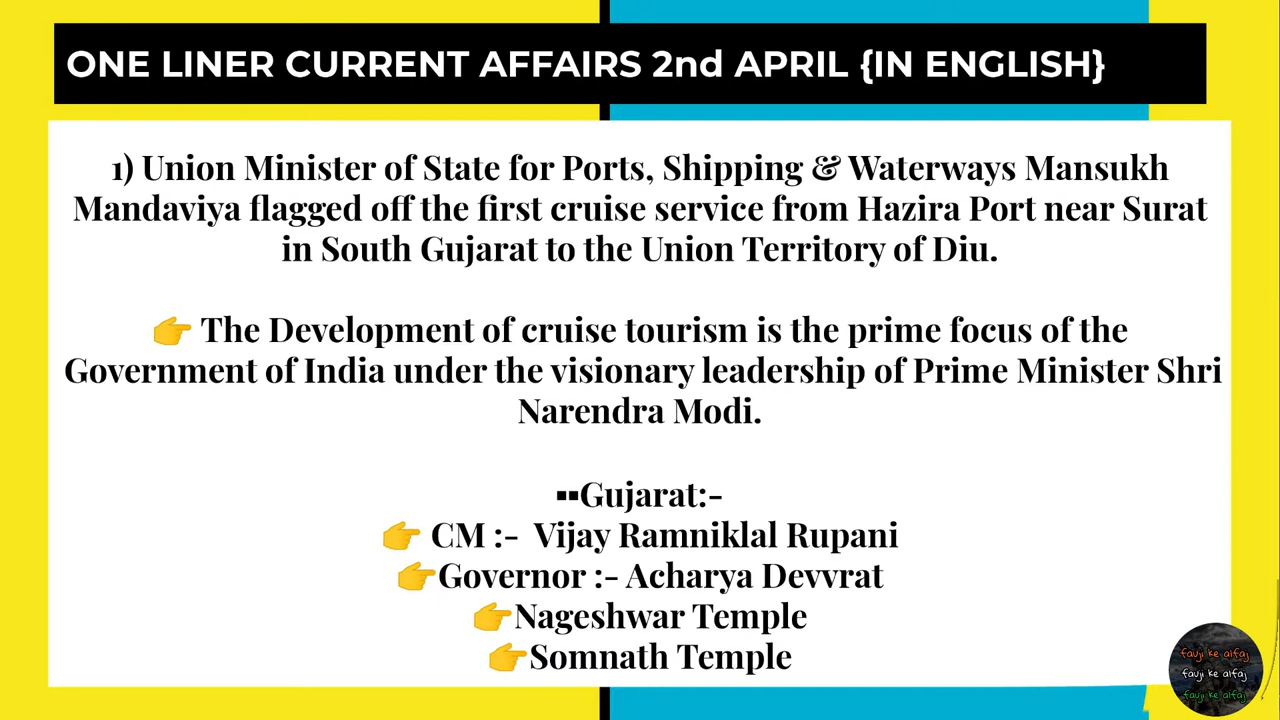 ONE LINER CURRENT AFFAIRS 2nd APRIL {IN ENGLISH}
1) Union Minister of State for Ports, Shipping & Waterways Mansukh
Mandaviya flagged off the first cruise service from Hazira Port near Surat
in South Gujarat to the Union Territory of Diu.
👉 The Development of cruise tourism is the prime focus of the
Government of India under the visionary leadership of Prime Minister Shri
Narendra Modi.
▪▪Gujarat:-
👉 CM :- Vijay Ramniklal Rupani
👉Governor :- Acharya Devvrat
👉Nageshwar Temple
👉Somnath Temple
fauji ke alfaj
fauji ke alfaj
fauji ke alfaj